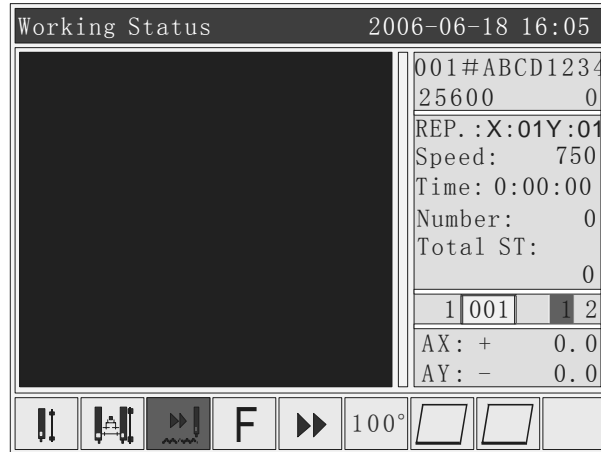 Working Status 2006-06-18 16:05
001#ABCD1234
25600 0
REP.:X:01Y:01
Speed: 750
Time: 0:00:00
Number: 0
Total ST:
0
1 001 1 2
AX: + 0.0
AY: - 0.0
A F 100°